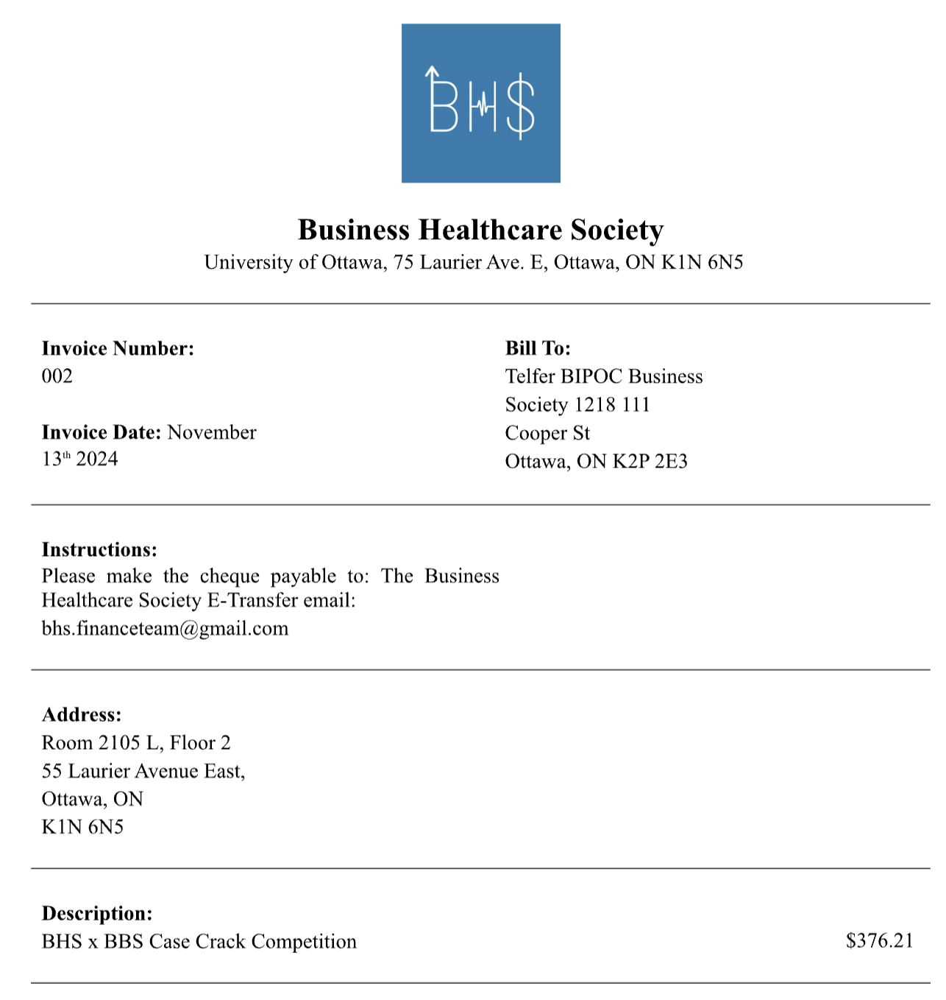 BHS
Business Healthcare Society
University of Ottawa, 75 Laurier Ave. E, Ottawa, ON K1N 6N5
Invoice Number:
002
Invoice Date: November
13th 2024
Bill To:
Telfer BIPOC Business
Society 1218 111
Cooper St
Ottawa, ON K2P 2E3
Instructions:
Please make the cheque payable to: The Business
Healthcare Society E-Transfer email:
bhs.financeteam@gmail.com
Address:
Room 2105 L, Floor 2
55 Laurier Avenue East,
Ottawa, ON
K1N 6N5
Description:
BHS x BBS Case Crack Competition $376.21